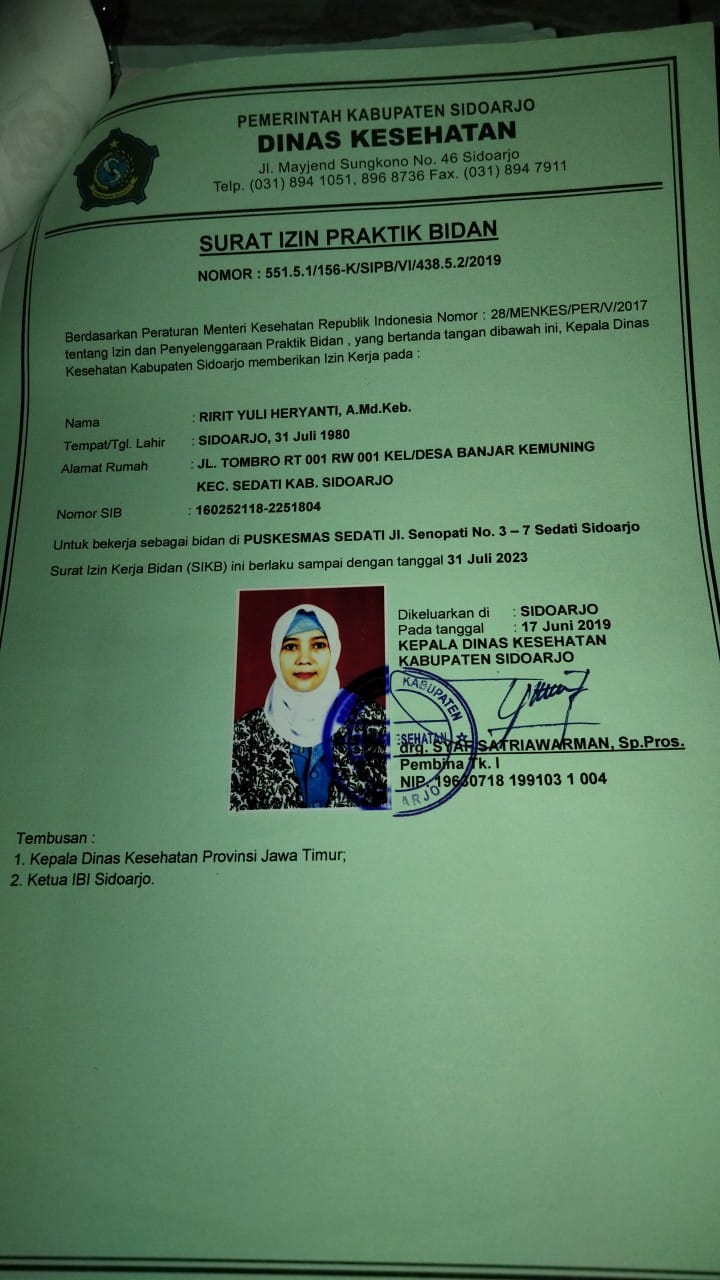 PEMERINTAH KABUPATEN SIDOARJO
DINAS KESEHATAN
Jl. Mayjend Sungkono No. 46 Sidoarjo
Telp. (031) 894 1051, 896 8736 Fax. (031) 894 7911
SURAT IZIN PRAKTIK BIDAN
NOMOR : 551.5.1/156-K/SIPB/VI/438.5.2/2019
Berdasarkan Peraturan Menteri Kesehatan Republik Indonesia Nomor : 28/MENKES/PER/V/2017
tentang Izin dan Penyelenggaraan Praktik Bidan , yang bertanda tangan dibawah ini, Kepala Dinas
Kesehatan Kabupaten Sidoarjo memberikan Izin Kerja pada :
Nama : RIRIT YULI HERYANTI, A.Md.Keb.
Tempat/Tgl. Lahir : SIDOARJO, 31 Juli 1980
Alamat Rumah : JL. TOMBRO RT 001 RW 001 KEL/DESA BANJAR KEMUNING
KEC. SEDATI KAB. SIDOARJO
Nomor SIB : 160252118-2251804
Untuk bekerja sebagai bidan di PUSKESMAS SEDATI Jl. Senopati No. 3 – 7 Sedati Sidoarjo
Surat Izin Kerja Bidan (SIKB) ini berlaku sampai dengan tanggal 31 Juli 2023
Dikeluarkan di : SIDOARJO
Pada tanggal : 17 Juni 2019
KEPALA DINAS KESEHATAN
KABUPATEN SIDOARJO
KABUPATEN
drg. SYAF SATRIAWARMAN, Sp.Pros.
Pembina Tk. I
NIP. 19630718 199103 1 004
Tembusan :
1. Kepala Dinas Kesehatan Provinsi Jawa Timur;
2. Ketua IBI Sidoarjo.